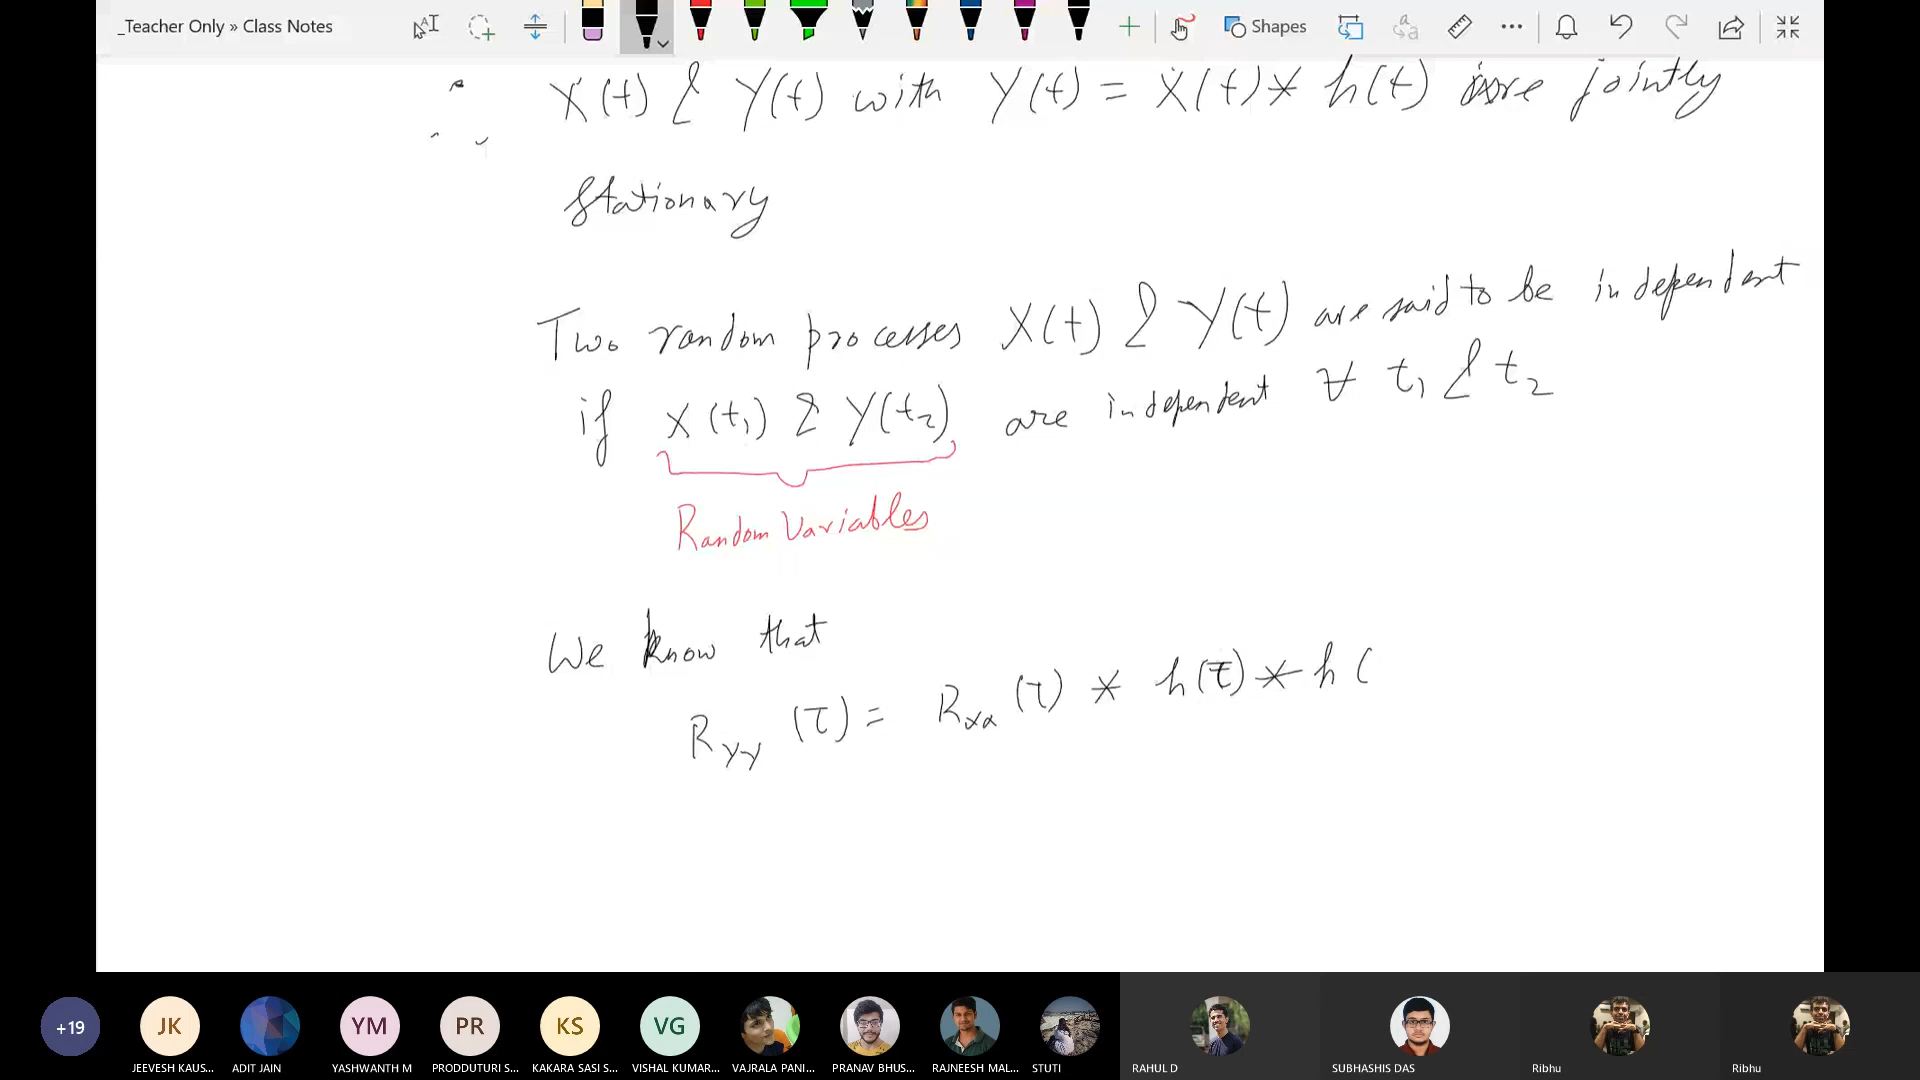 _Teacher Only » Class Notes
Shapes
X(t) & Y(t) with Y(t) = X(t) * h(t) are jointly
stationary
Two random processes X(t) & Y(t) are said to be independent
if X(t₁) & Y(t₂) are independent ∀ t₁ & t₂
Random Variables
We know that
R_YY (τ) = R_XX (τ) * h(τ) * h (
+19
JK
YM
PR
KS
VG
JEEVESH KAUS...
ADIT JAIN
YASHWANTH M
PRODDUTURI S...
KAKARA SASI S...
VISHAL KUMAR...
VAJRALA PANI...
PRANAV BHUS...
RAJNEESH MAL...
STUTI
RAHUL D
SUBHASHIS DAS
Ribhu
Ribhu